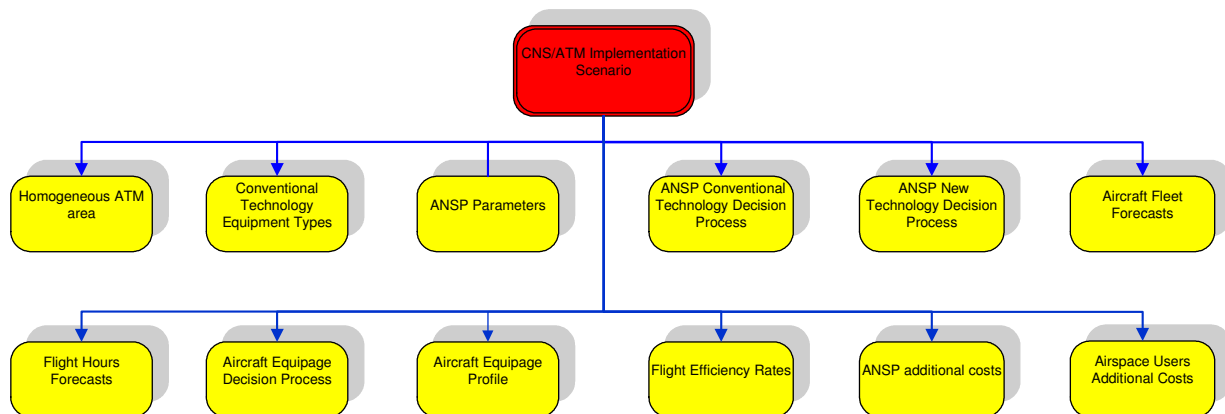 CNS/ATM Implementation
Scenario
Homogeneous ATM
area
Conventional
Technology
Equipment Types
ANSP Parameters
ANSP Conventional
Technology Decision
Process
ANSP New
Technology Decision
Process
Aircraft Fleet
Forecasts
Flight Hours
Forecasts
Aircraft Equipage
Decision Process
Aircraft Equipage
Profile
Flight Efficiency Rates
ANSP additional costs
Airspace Users
Additional Costs